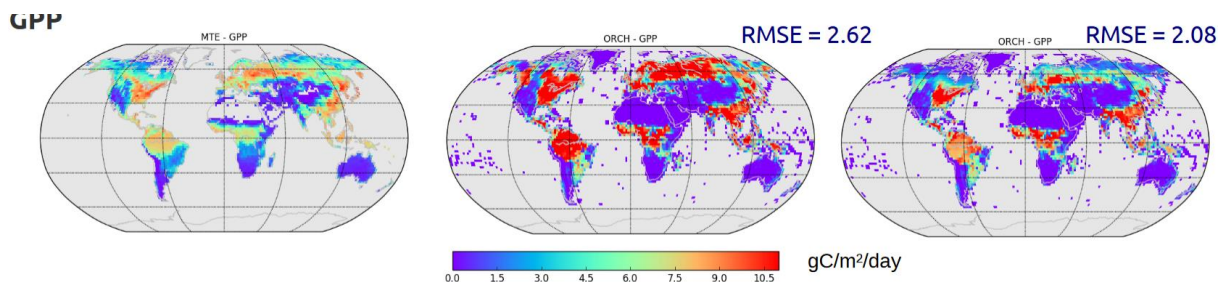 GPP
MTE - GPP
ORCH - GPP
RMSE = 2.62
ORCH - GPP
RMSE = 2.08
0.0 1.5 3.0 4.5 6.0 7.5 9.0 10.5
gC/m²/day